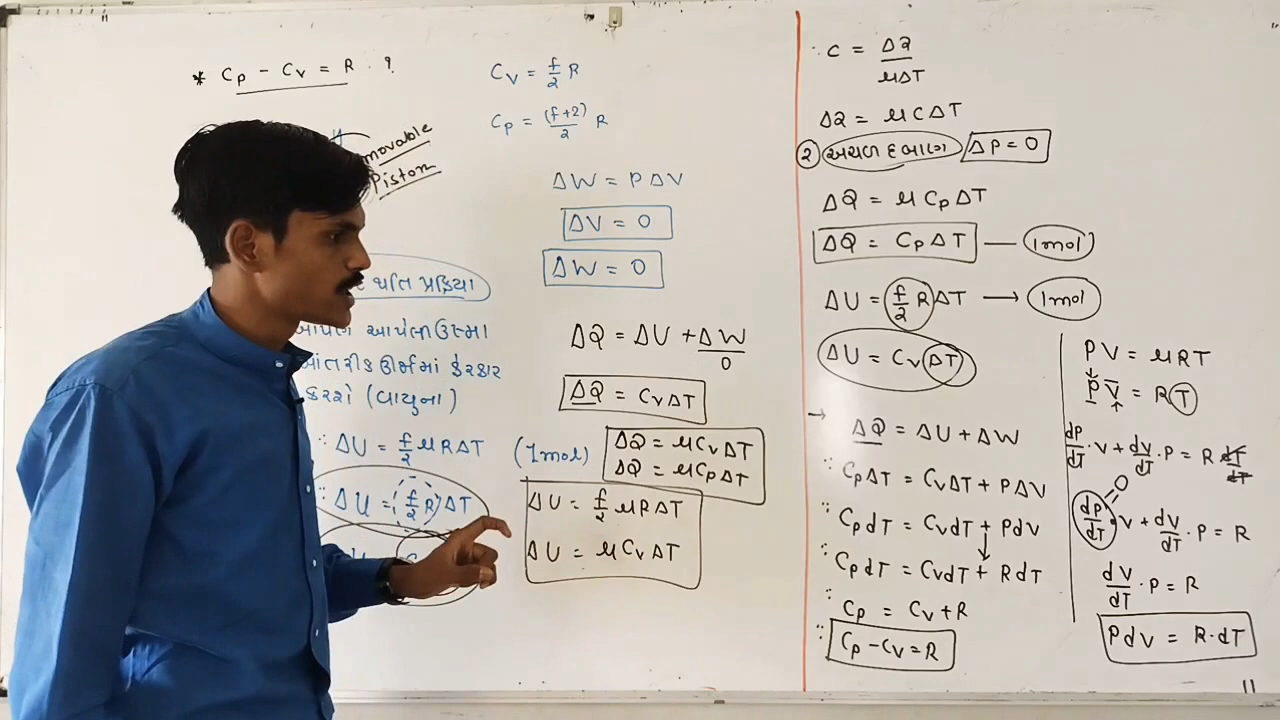 * Cp - Cv = R . ?
movable
Piston
થતિ પ્રક્રિયા
આપેલી ઉષ્મા
આંતરીક ઊર્જામાં ફેરફાર
કરશે (વાયુના)
∵ ΔU = f/2 μRΔT
(1mol)
∵ ΔU = (f/2 R) ΔT
Cv = f/2 R
Cp = (f+2)/2 R
ΔW = PΔV
ΔV = 0
ΔW = 0
ΔQ = ΔU + ΔW
0
ΔQ = CvΔT
ΔQ = μCvΔT
ΔQ = μCpΔT
ΔU = f/2 μRΔT
ΔU = μCvΔT
∴ C = ΔQ/μΔT
ΔQ = μCΔT
② અચળ દબાણ ΔP = 0
ΔQ = μCpΔT
ΔQ = CpΔT — 1mol
ΔU = f/2 RΔT → 1mol
ΔU = CvΔT
→ ΔQ = ΔU + ΔW
∵ CpΔT = CvΔT + PΔV
∵ CpdT = CvdT + PdV
∵ CpdT = CvdT + RdT
∵ Cp = Cv + R
∵ Cp - Cv = R
PV = μRT
PV = RT
dP/dT · V + dV/dT · P = R dT/dT
0
dP/dT · V + dV/dT · P = R
dV/dT · P = R
PdV = R·dT
11